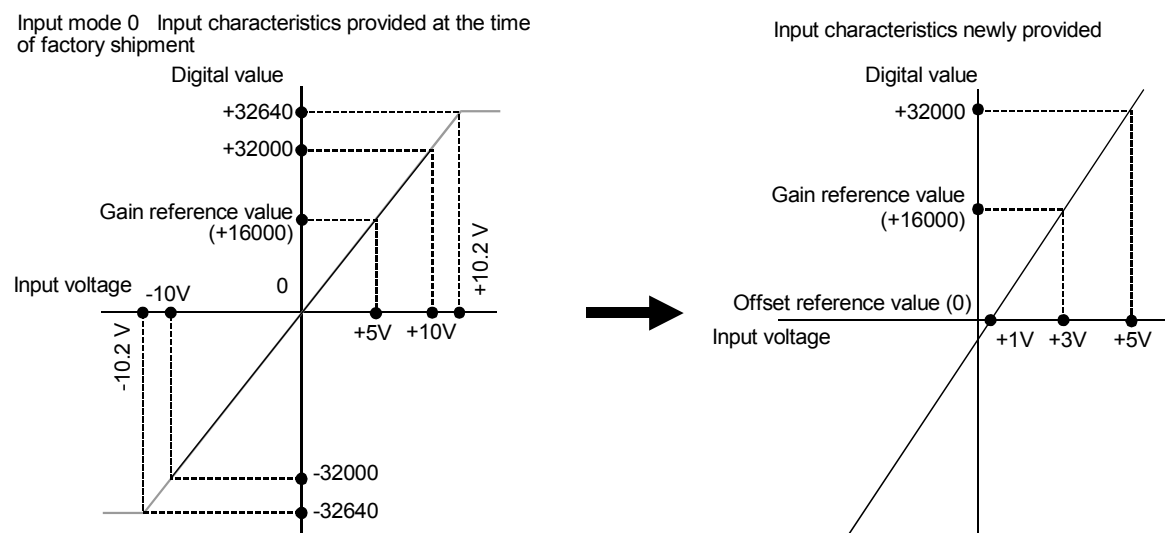 Input mode 0 Input characteristics provided at the time
of factory shipment
Digital value
+32640
+32000
Gain reference value
(+16000)
Input voltage
-10V
0
+10.2 V
-10.2 V
+5V
+10V
-32000
-32640
Input characteristics newly provided
Digital value
+32000
Gain reference value
(+16000)
Offset reference value (0)
Input voltage
+1V
+3V
+5V